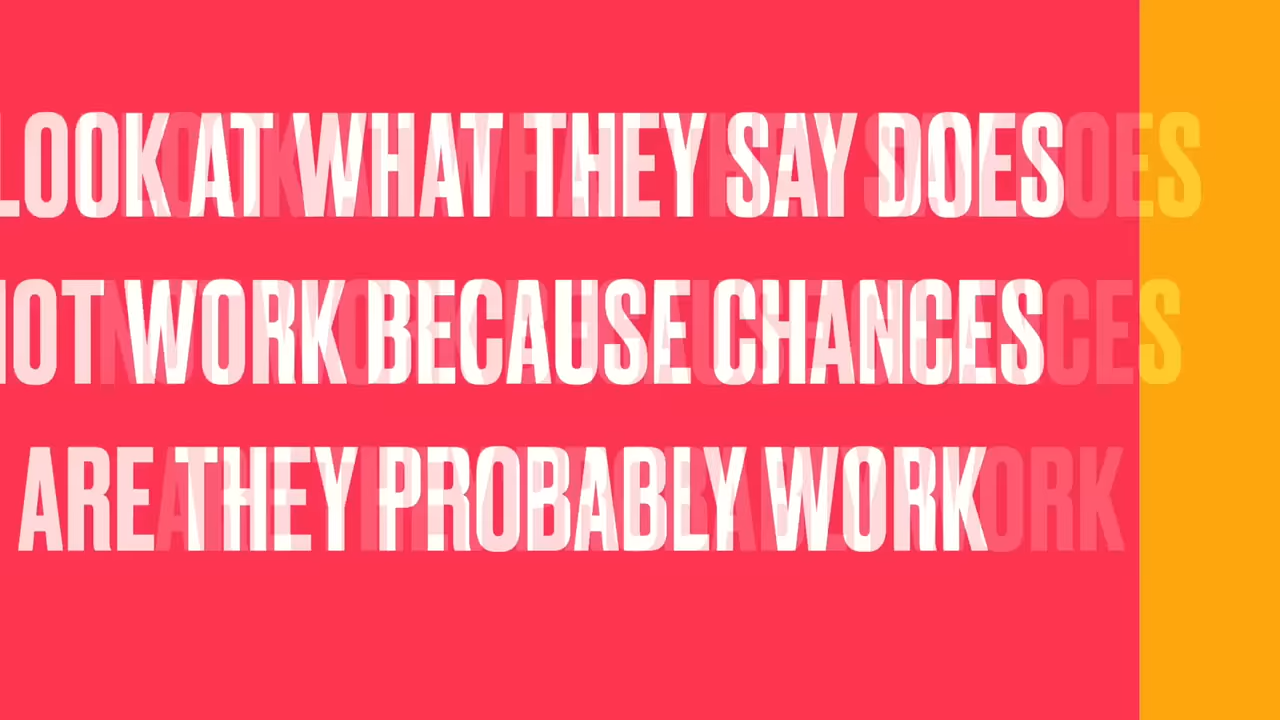 LOOK AT WHAT THEY SAY DOES
NOT WORK BECAUSE CHANCES
ARE THEY PROBABLY WORK